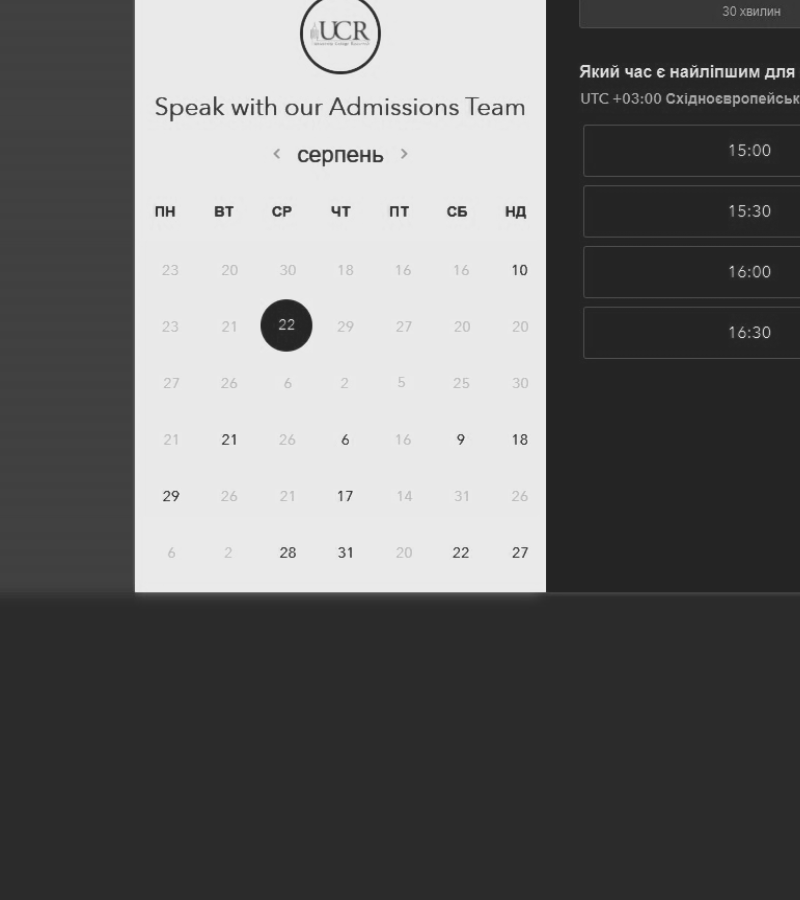 UCR
Speak with our Admissions Team
< серпень >
ПН ВТ СР ЧТ ПТ СБ НД
23 20 30 18 16 16 10
23 21 22 29 27 20 20
27 26 6 2 5 25 30
21 21 26 6 16 9 18
29 26 21 17 14 31 26
6 2 28 31 20 22 27
30 хвилин
Який час є найліпшим для
UTC +03:00 Східноєвропейськ
15:00
15:30
16:00
16:30